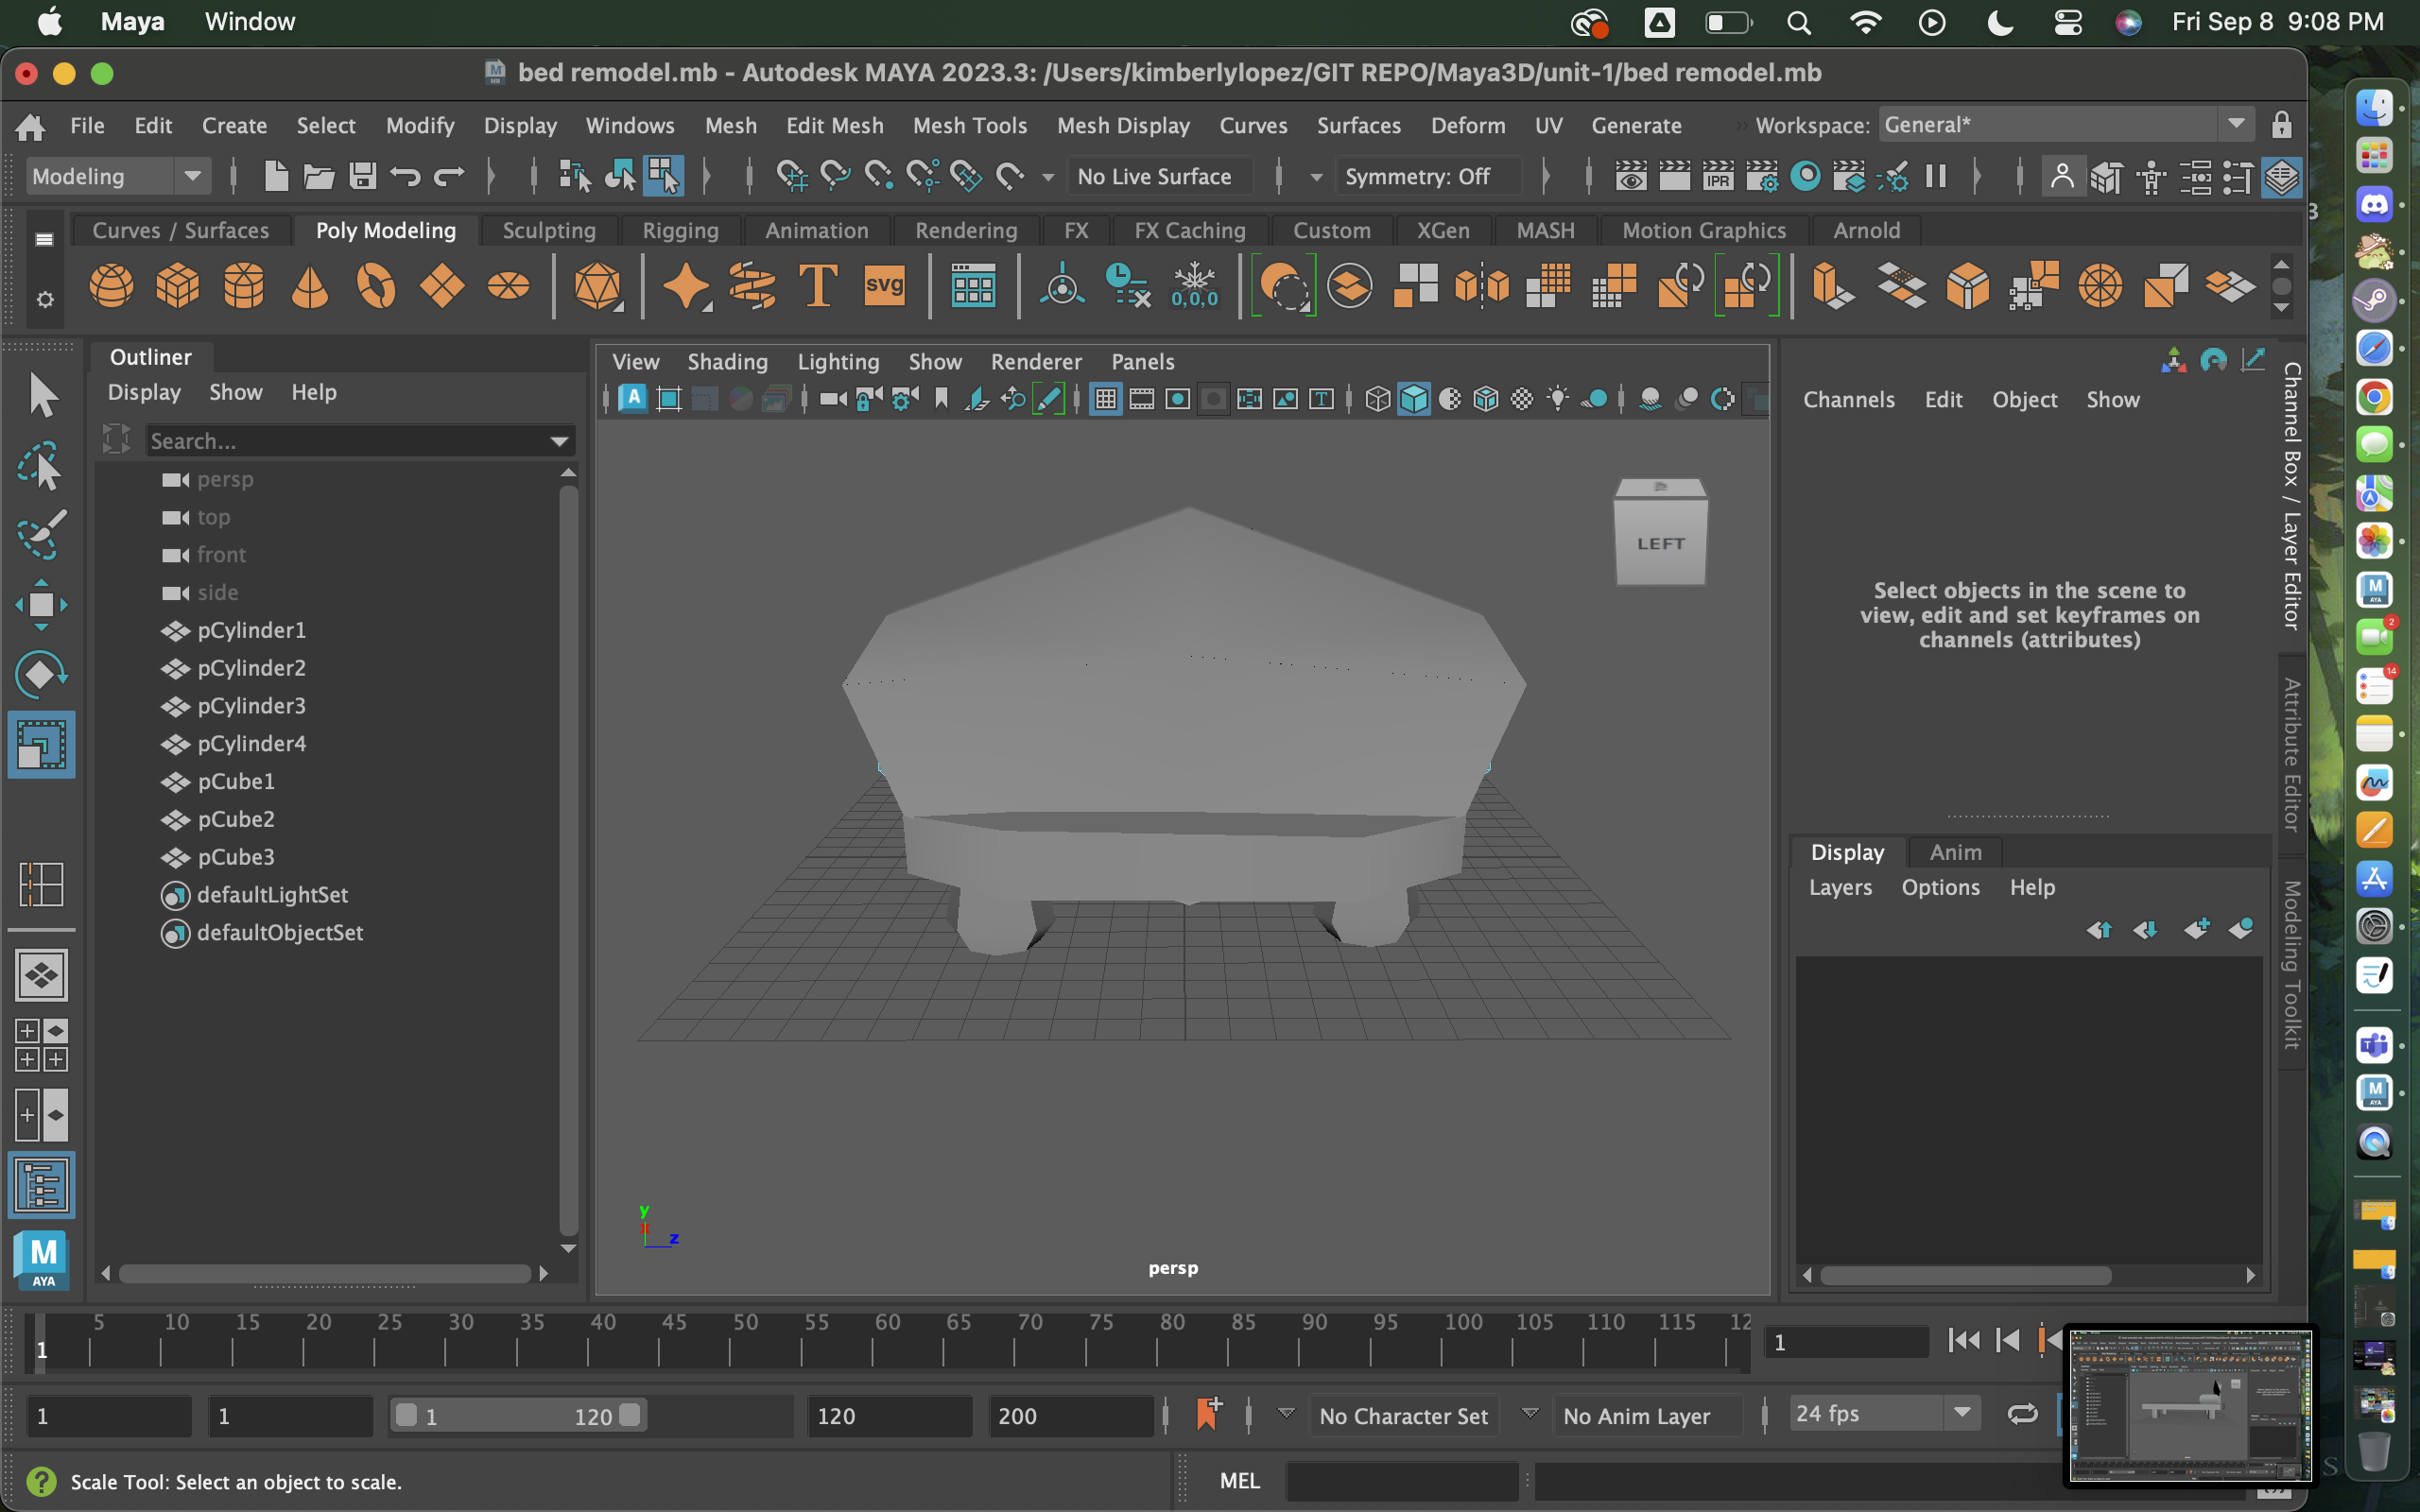 Maya Window Fri Sep 8 9:08 PM
bed remodel.mb - Autodesk MAYA 2023.3: /Users/kimberlylopez/GIT REPO/Maya3D/unit-1/bed remodel.mb
File Edit Create Select Modify Display Windows Mesh Edit Mesh Mesh Tools Mesh Display Curves Surfaces Deform UV Generate Workspace: General*
Modeling No Live Surface Symmetry: Off IPR
Curves / Surfaces Poly Modeling Sculpting Rigging Animation Rendering FX FX Caching Custom XGen MASH Motion Graphics Arnold
T svg 0,0,0
Outliner
Display Show Help
Search...
persp
top
front
side
pCylinder1
pCylinder2
pCylinder3
pCylinder4
pCube1
pCube2
pCube3
defaultLightSet
defaultObjectSet
View Shading Lighting Show Renderer Panels
LEFT
y
x
z
persp
Channels Edit Object Show
Select objects in the scene to
view, edit and set keyframes on
channels (attributes)
Display Anim
Layers Options Help
Channel Box / Layer Editor
Attribute Editor
Modeling Toolkit
M
AYA
5 10 15 20 25 30 35 40 45 50 55 60 65 70 75 80 85 90 95 100 105 110 115 12
1
1
1 1 1 120 120 200 No Character Set No Anim Layer 24 fps
Scale Tool: Select an object to scale. MEL
2
14